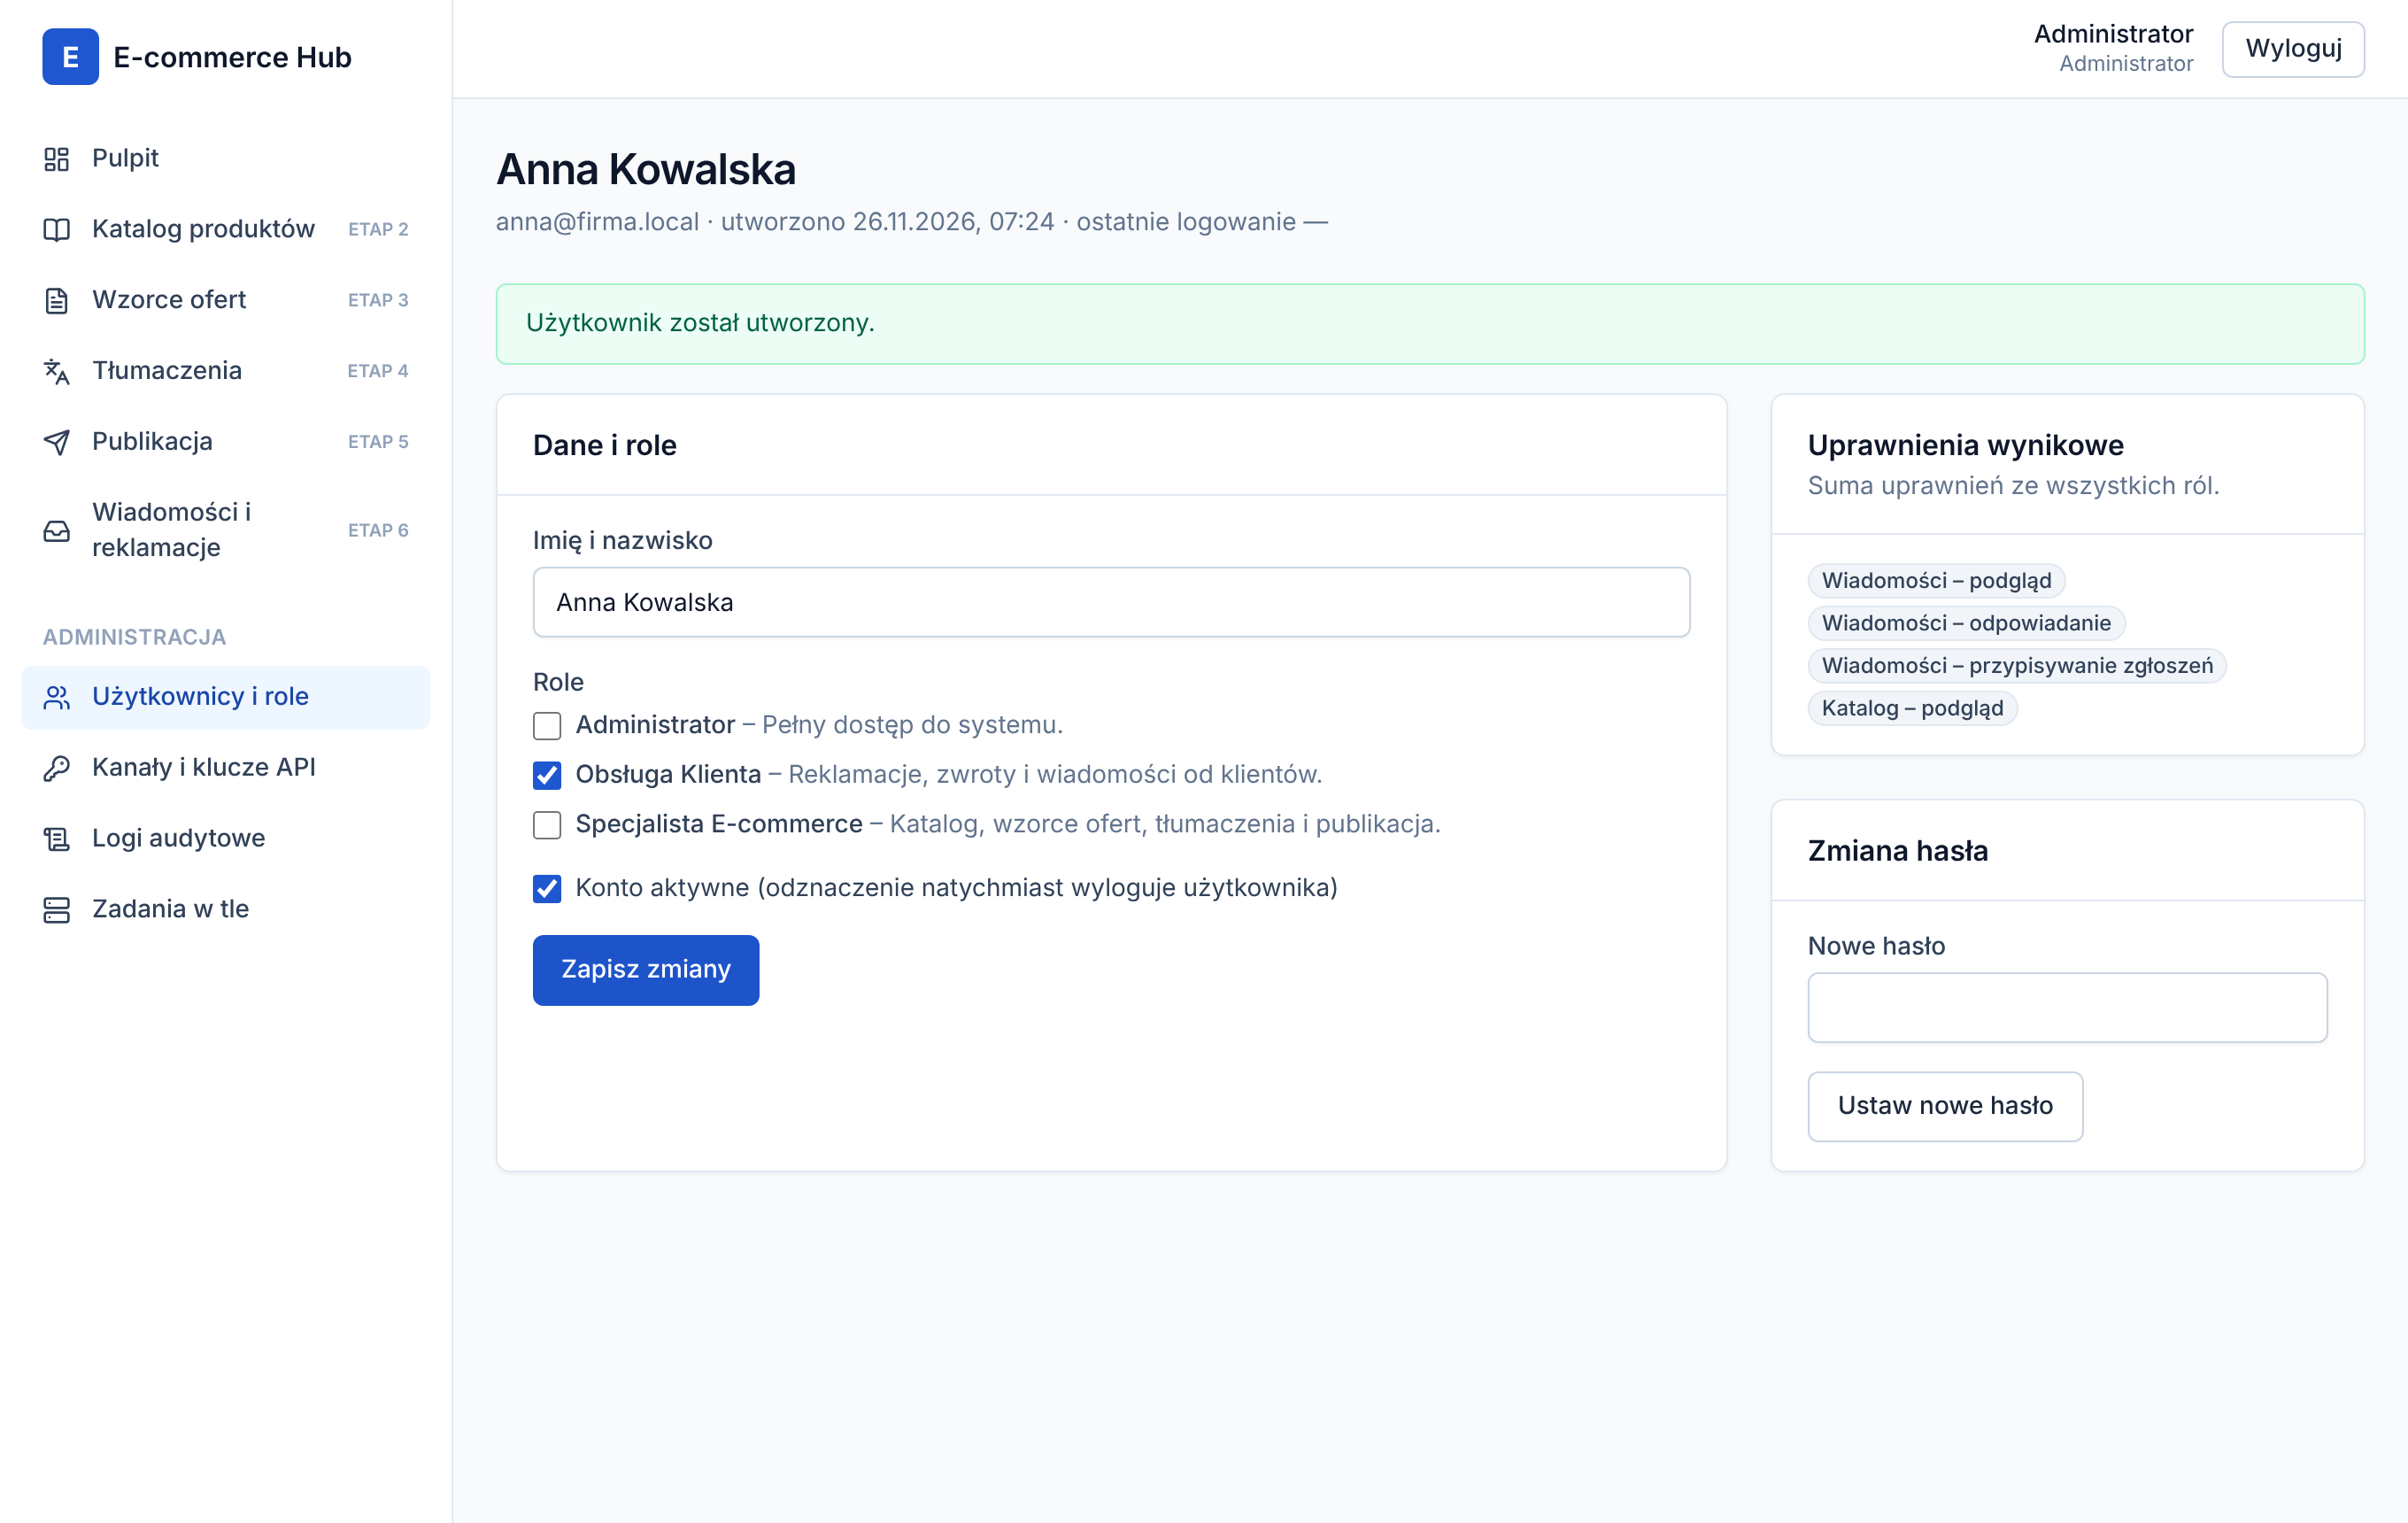 E
E-commerce Hub
Pulpit
Katalog produktów ETAP 2
Wzorce ofert ETAP 3
Tłumaczenia ETAP 4
Publikacja ETAP 5
Wiadomości i
reklamacje ETAP 6
ADMINISTRACJA
Użytkownicy i role
Kanały i klucze API
Logi audytowe
Zadania w tle
Administrator
Administrator
Wyloguj
Anna Kowalska
anna@firma.local · utworzono 26.11.2026, 07:24 · ostatnie logowanie —
Użytkownik został utworzony.
Dane i role
Imię i nazwisko
Anna Kowalska
Role
Administrator – Pełny dostęp do systemu.
Obsługa Klienta – Reklamacje, zwroty i wiadomości od klientów.
Specjalista E-commerce – Katalog, wzorce ofert, tłumaczenia i publikacja.
Konto aktywne (odznaczenie natychmiast wyloguje użytkownika)
Zapisz zmiany
Uprawnienia wynikowe
Suma uprawnień ze wszystkich ról.
Wiadomości – podgląd
Wiadomości – odpowiadanie
Wiadomości – przypisywanie zgłoszeń
Katalog – podgląd
Zmiana hasła
Nowe hasło
Ustaw nowe hasło